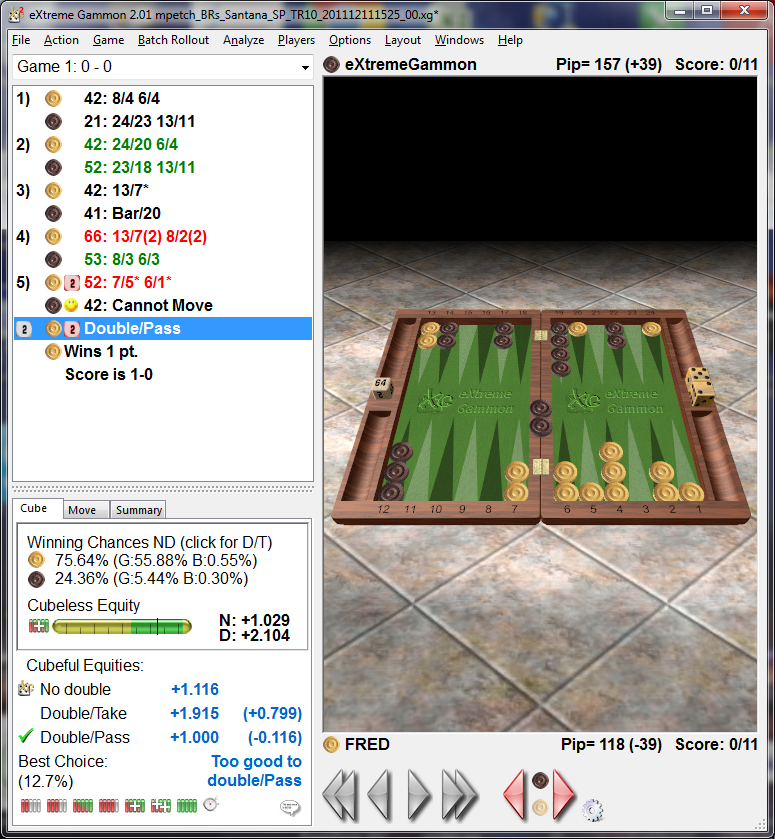 eXtreme Gammon 2.01 mpetch_BRs_Santana_SP_TR10_201112111525_00.xg*
File Action Game Batch Rollout Analyze Players Options Layout Windows Help
Game 1: 0 - 0
1) 42: 8/4 6/4
21: 24/23 13/11
2) 42: 24/20 6/4
52: 23/18 13/11
3) 42: 13/7*
41: Bar/20
4) 66: 13/7(2) 8/2(2)
53: 8/3 6/3
5) 2 52: 7/5* 6/1*
42: Cannot Move
2 2 Double/Pass
Wins 1 pt.
Score is 1-0
Cube Move Summary
Winning Chances ND (click for D/T)
75.64% (G:55.88% B:0.55%)
24.36% (G:5.44% B:0.30%)
Cubeless Equity
N: +1.029
D: +2.104
Cubeful Equities:
No double +1.116
Double/Take +1.915 (+0.799)
Double/Pass +1.000 (-0.116)
Best Choice: Too good to
(12.7%) double/Pass
eXtremeGammon Pip= 157 (+39) Score: 0/11
13 14 15 16 17 18 19 20 21 22 23 24
64
eXtreme
Gammon
eXtreme
Gammon
12 11 10 9 8 7 6 5 4 3 2 1
FRED Pip= 118 (-39) Score: 0/11